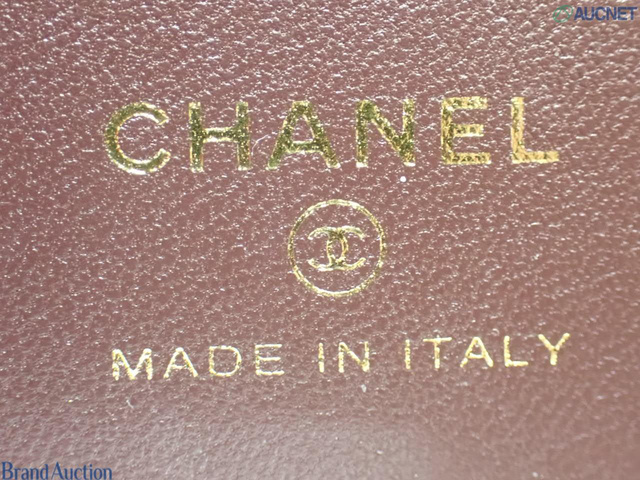 AUCNET
CHANEL
MADE IN ITALY
Brand Auction